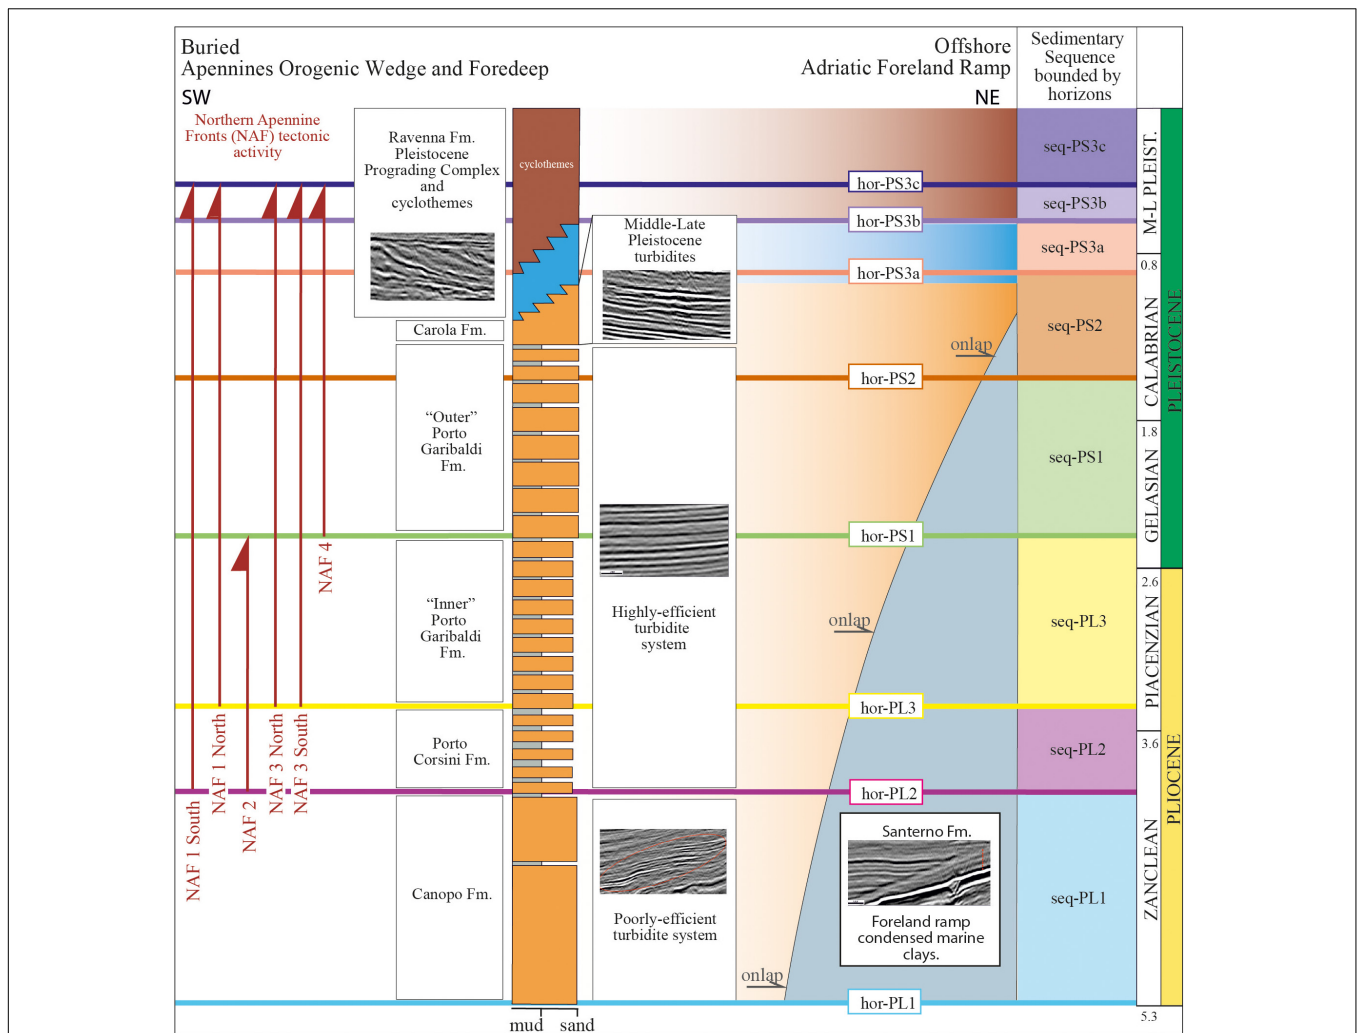 Buried
Apennines Orogenic Wedge and Foredeep
SW
Offshore
Adriatic Foreland Ramp
NE
Sedimentary
Sequence
bounded by
horizons
Northern Apennine
Fronts (NAF) tectonic
activity
Ravenna Fm.
Pleistocene
Prograding Complex
and
cyclothemes
cyclothemes
Middle-Late
Pleistocene
turbidites
Carola Fm.
"Outer"
Porto
Garibaldi
Fm.
"Inner"
Porto
Garibaldi
Fm.
Porto
Corsini Fm.
Canopo Fm.
Highly-efficient
turbidite
system
Poorly-efficient
turbidite system
NAF 1 South
NAF 1 North
NAF 2
NAF 3 North
NAF 3 South
NAF 4
hor-PS3c
hor-PS3b
hor-PS3a
hor-PS2
hor-PS1
hor-PL3
hor-PL2
hor-PL1
onlap
onlap
onlap
Santerno Fm.
Foreland ramp
condensed marine
clays.
seq-PS3c
seq-PS3b
seq-PS3a
seq-PS2
seq-PS1
seq-PL3
seq-PL2
seq-PL1
M-L PLEIST.
0.8
CALABRIAN
1.8
GELASIAN
2.6
PIACENZIAN
3.6
ZANCLEAN
5.3
PLEISTOCENE
PLIOCENE
mud
sand